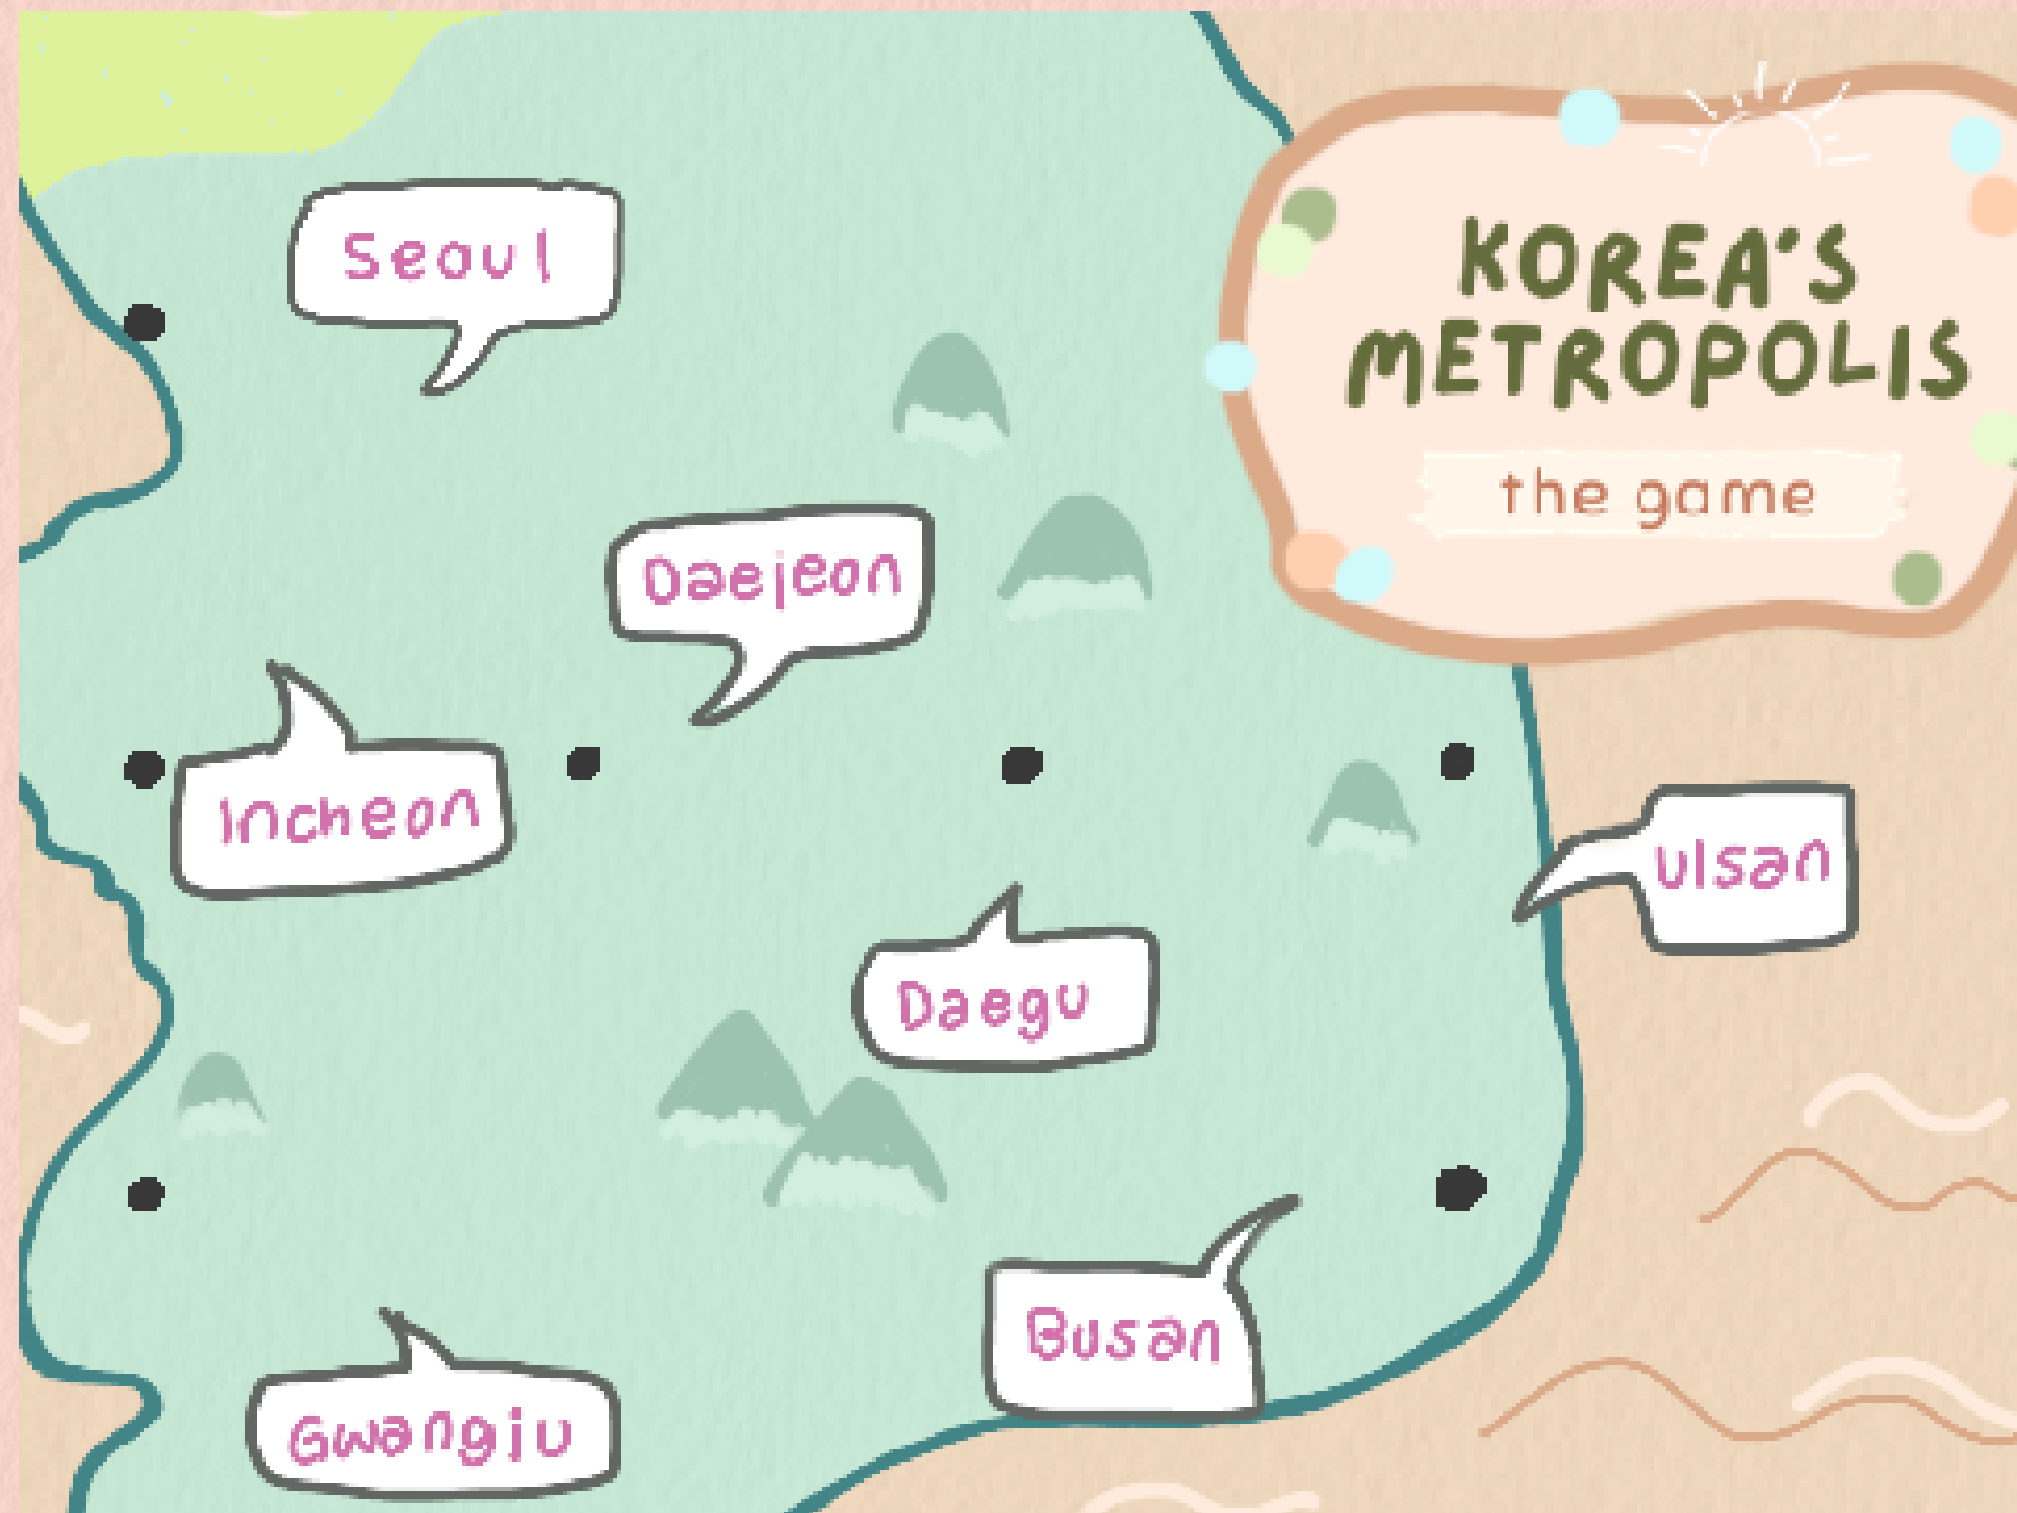 Seoul
KOREA'S
METROPOLIS
the game
Daejeon
Incheon
Ulsan
Daegu
Busan
Gwangju